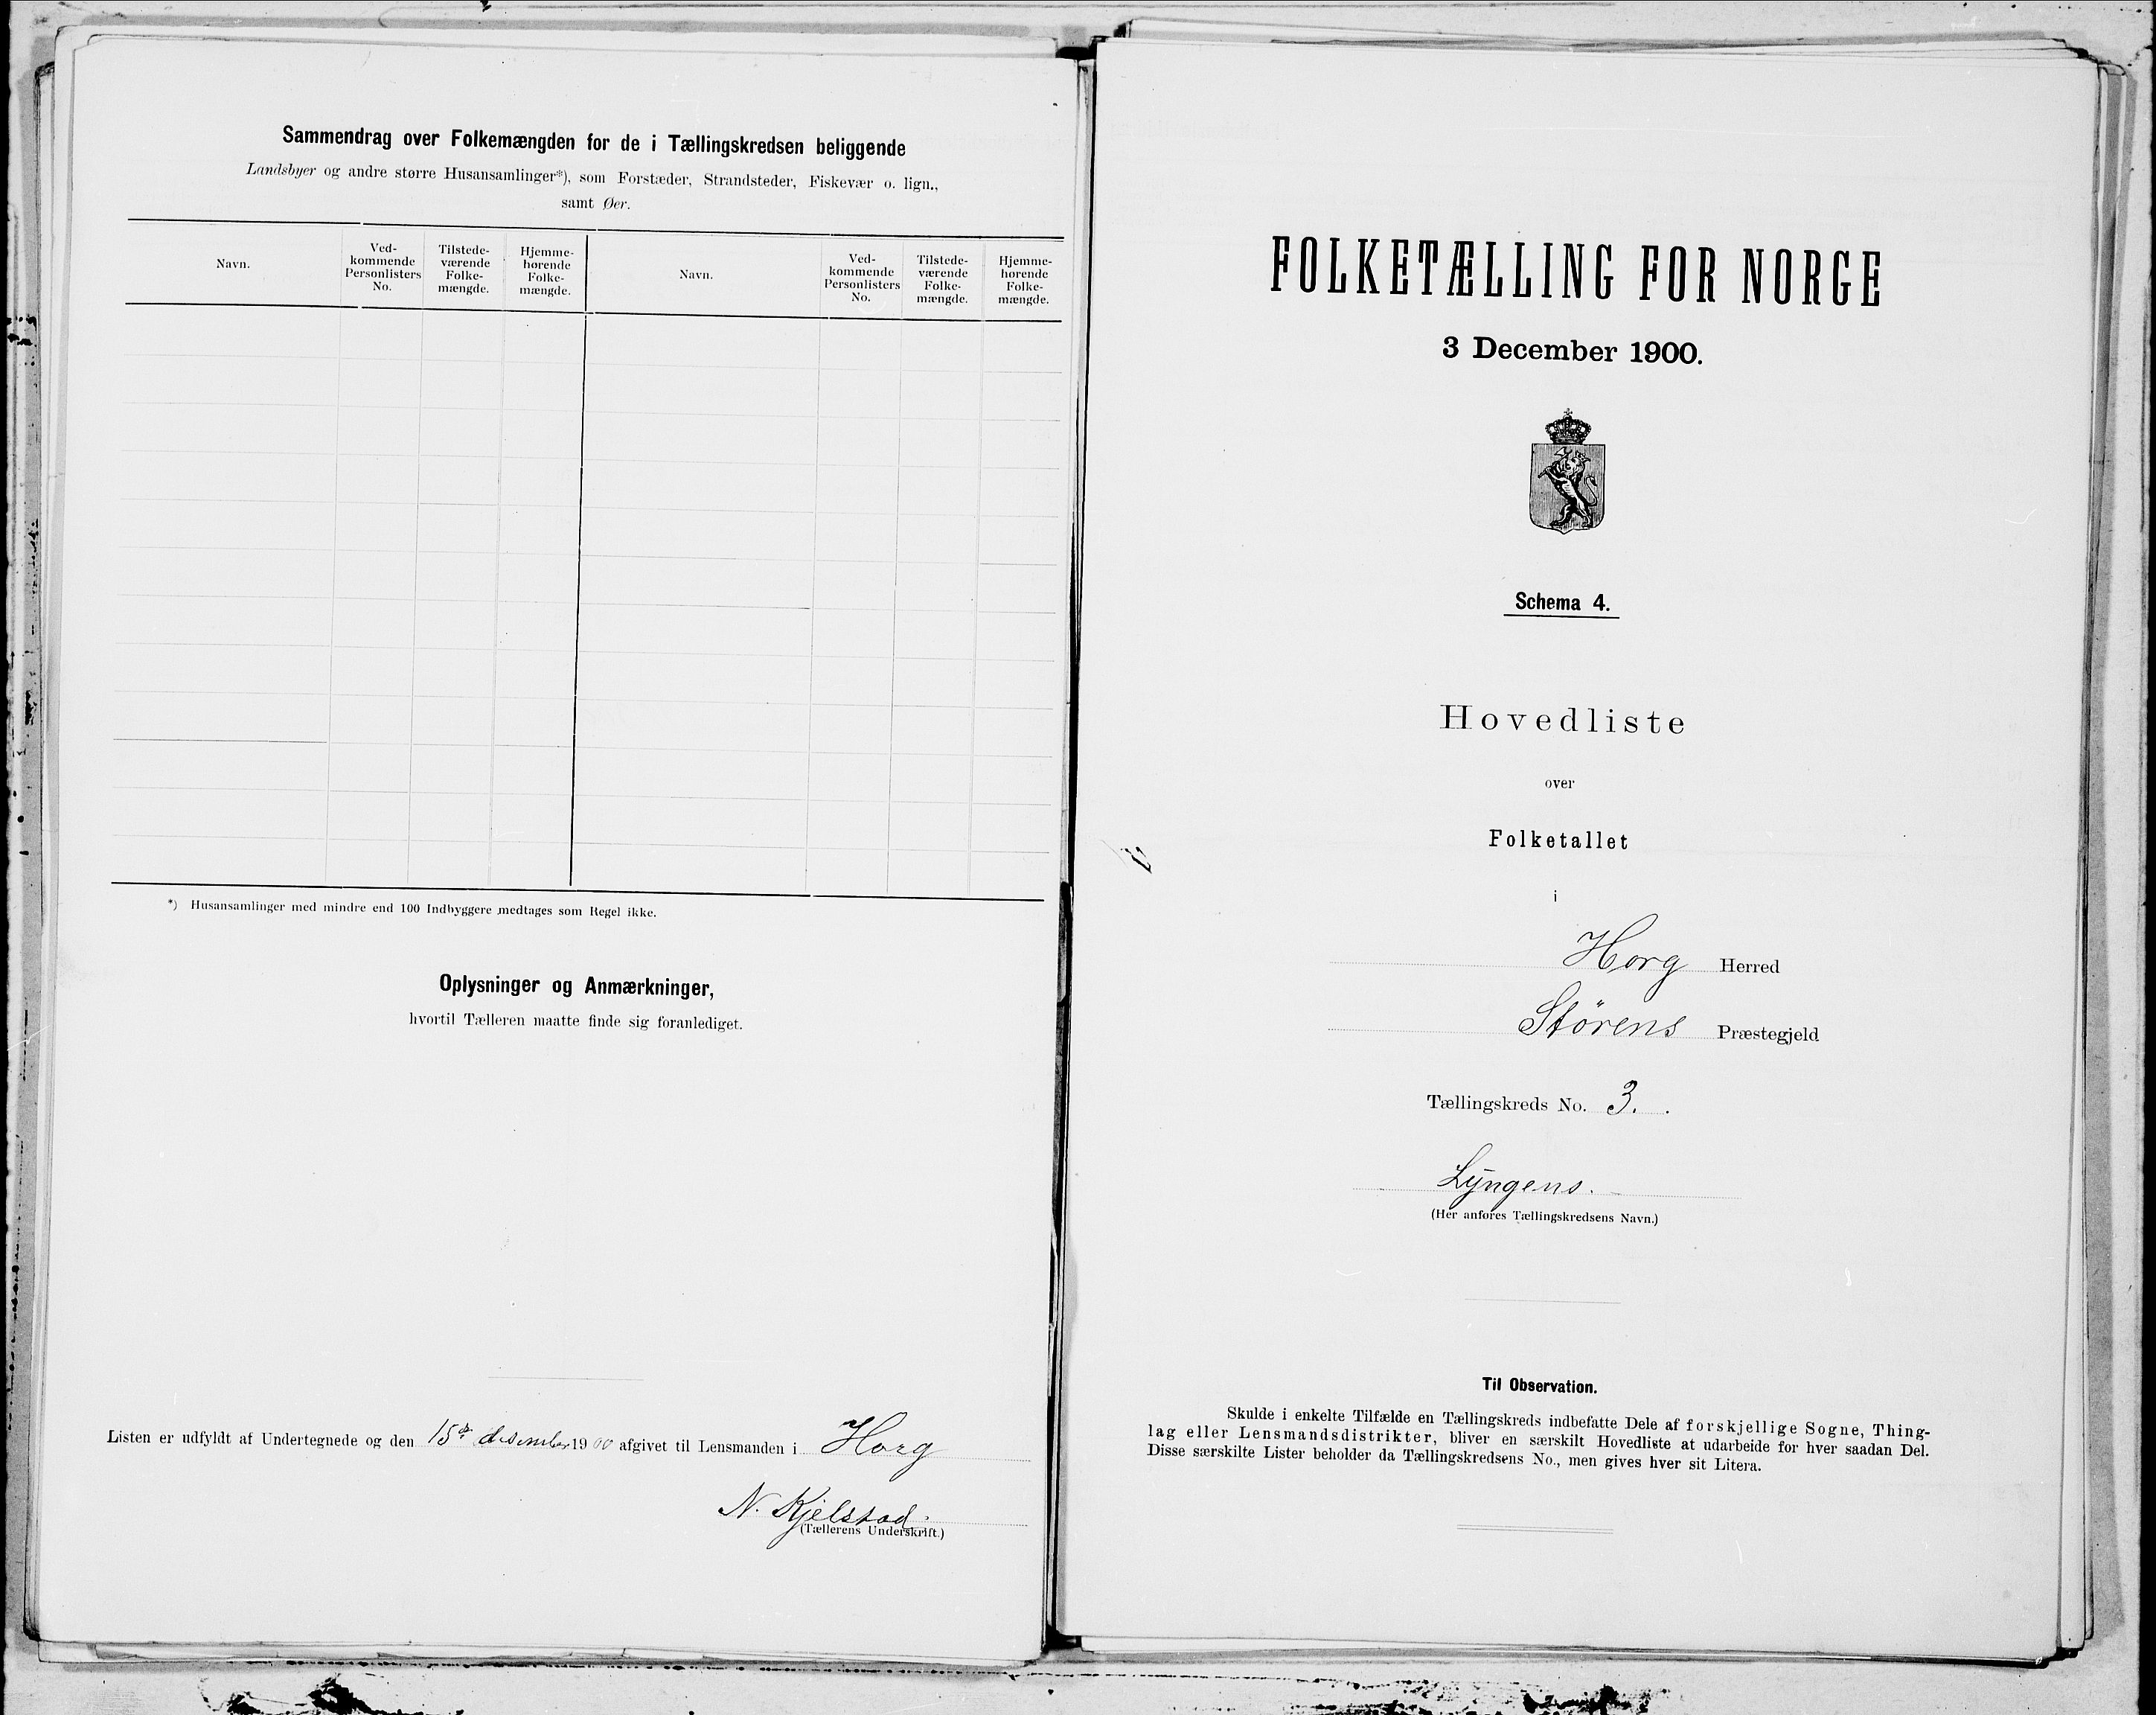 Sammendrag over Folkemængden for de i Tællingskredsen beliggende
Landsbyer og andre større Husansamlinger*), som Forstæder, Strandsteder, Fiskevær o. lign.,
samt Øer.
Navn.
Ved-
kommende
Personlisters
No.
Tilstede-
værende
Folke-
mængde.
Hjemme-
hørende
Folke-
mængde.
Navn.
Ved-
kommende
Personlisters
No.
Tilstede-
værende
Folke-
mængde.
Hjemme-
hørende
Folke-
mængde.
*) Husansamlinger med mindre end 100 Indbyggere medtages som Regel ikke.
Oplysninger og Anmærkninger,
hvortil Tælleren maatte finde sig foranlediget.
Listen er udfyldt af Undertegnede og den 15de desember 1900 afgivet til Lensmanden i Horg
N. Kjelstad.
(Tællerens Underskrift.)
FOLKETÆLLING FOR NORGE
3 December 1900.
Schema 4.
Hovedliste
over
Folketallet
i
Horg Herred
Störens Præstegjeld
Tællingskreds No. 3.
Lyngens.
(Her anføres Tællingskredsens Navn.)
Til Observation.
Skulde i enkelte Tilfælde en Tællingskreds indbefatte Dele af forskjellige Sogne, Thing-
lag eller Lensmandsdistrikter, bliver en særskilt Hovedliste at udarbeide for hver saadan Del.
Disse særskilte Lister beholder da Tællingskredsens No., men gives hver sit Litera.